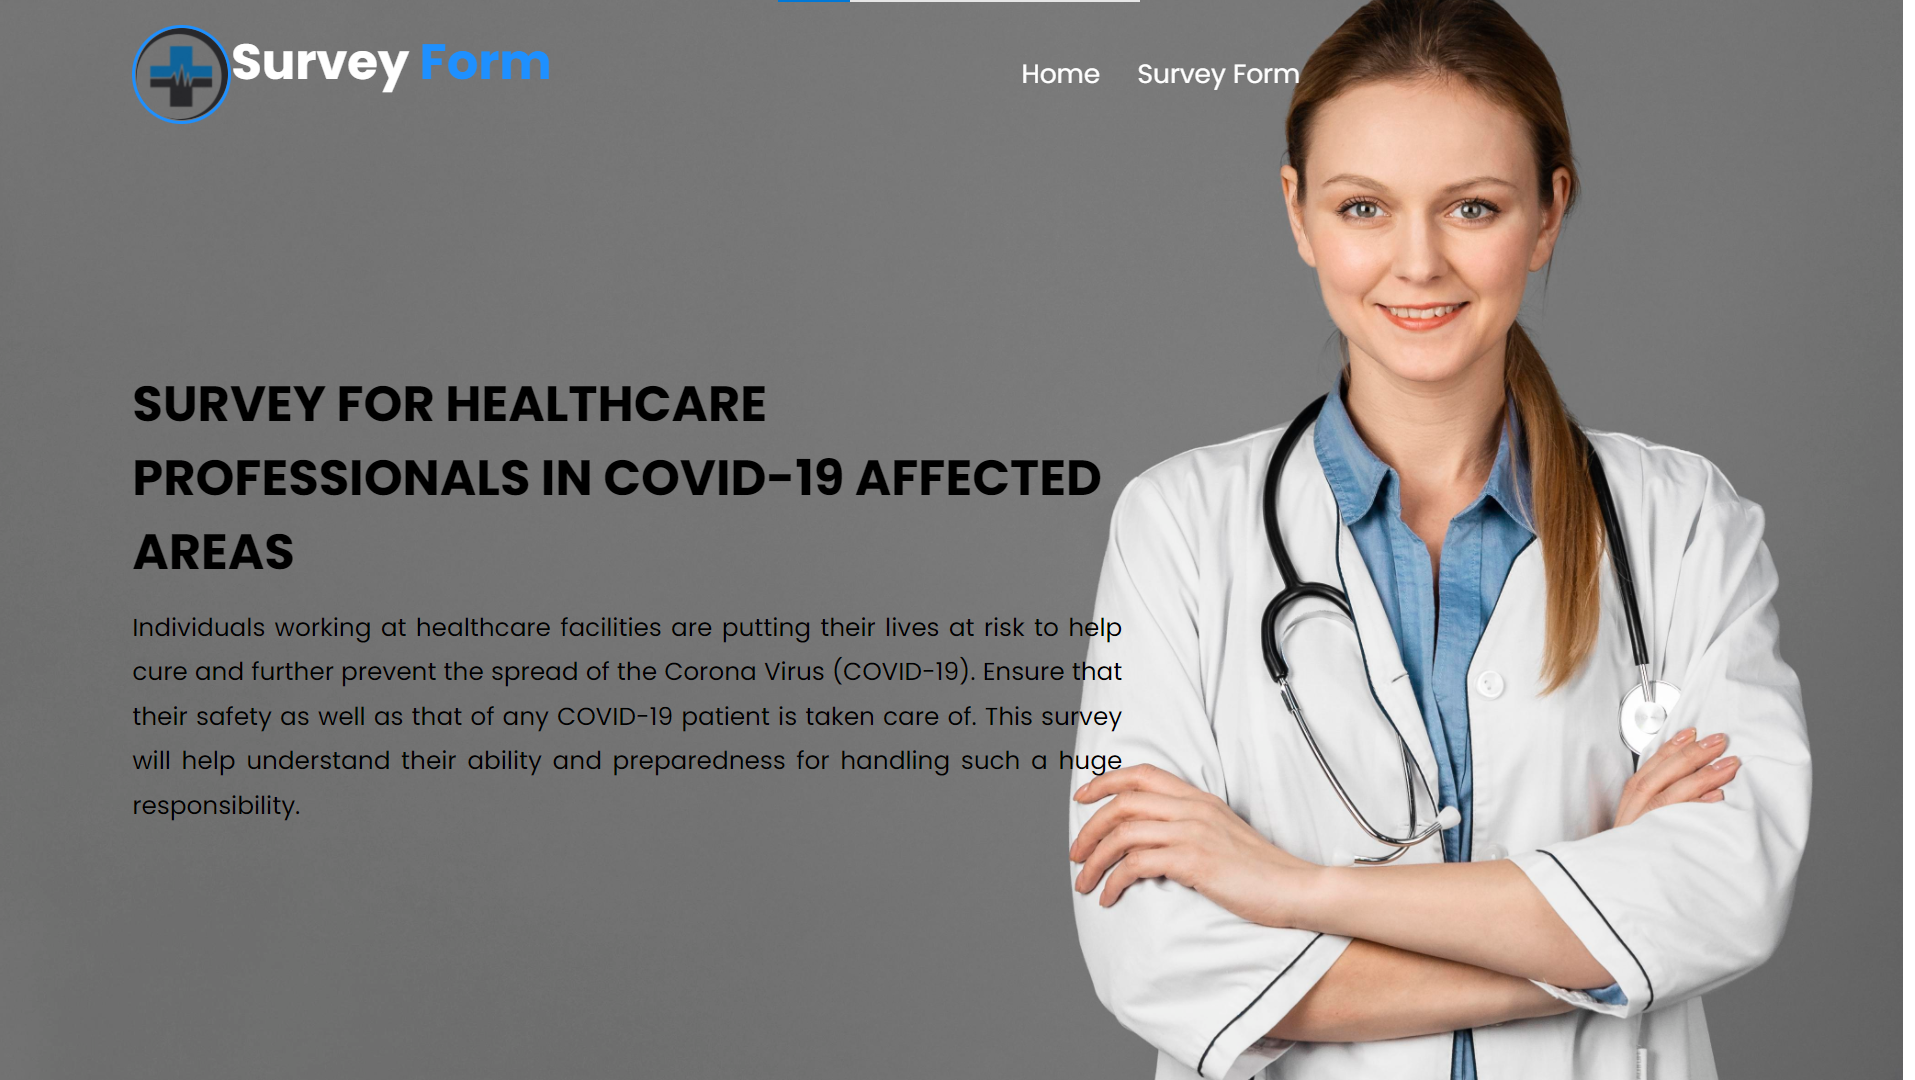 Survey Form
Home
Survey Form
SURVEY FOR HEALTHCARE
PROFESSIONALS IN COVID-19 AFFECTED
AREAS
Individuals working at healthcare facilities are putting their lives at risk to help
cure and further prevent the spread of the Corona Virus (COVID-19). Ensure that
their safety as well as that of any COVID-19 patient is taken care of. This survey
will help understand their ability and preparedness for handling such a huge
responsibility.